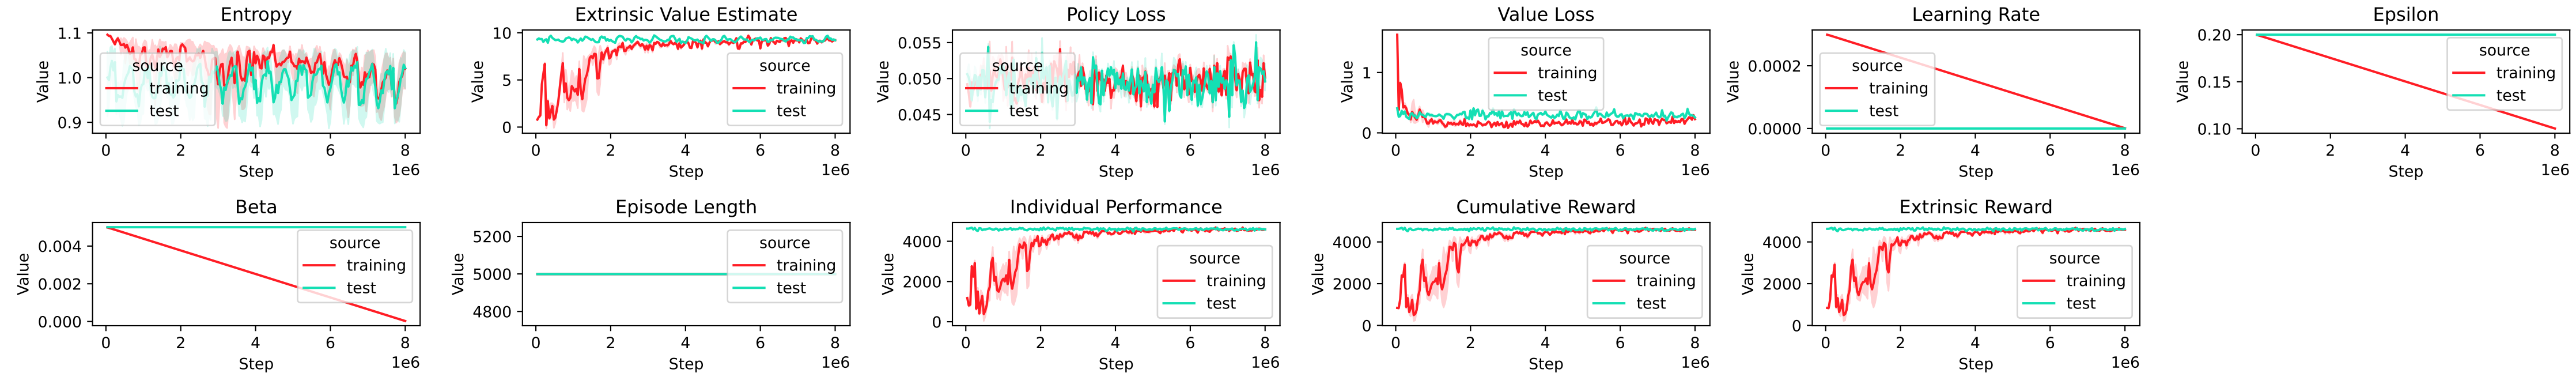 Entropy
Value
1.1
1.0
0.9
source
training
test
0 2 4 6 8
Step
1e6
Extrinsic Value Estimate
Value
10
5
0
source
training
test
0 2 4 6 8
Step
1e6
Policy Loss
Value
0.055
0.050
0.045
source
training
test
0 2 4 6 8
Step
1e6
Value Loss
Value
1
0
source
training
test
0 2 4 6 8
Step
1e6
Learning Rate
Value
0.0002
0.0000
source
training
test
0 2 4 6 8
Step
1e6
Epsilon
Value
0.20
0.15
0.10
source
training
test
0 2 4 6 8
Step
1e6
Beta
Value
0.004
0.002
0.000
source
training
test
0 2 4 6 8
Step
1e6
Episode Length
Value
5200
5000
4800
source
training
test
0 2 4 6 8
Step
1e6
Individual Performance
Value
4000
2000
0
source
training
test
0 2 4 6 8
Step
1e6
Cumulative Reward
Value
4000
2000
0
source
training
test
0 2 4 6 8
Step
1e6
Extrinsic Reward
Value
4000
2000
0
source
training
test
0 2 4 6 8
Step
1e6